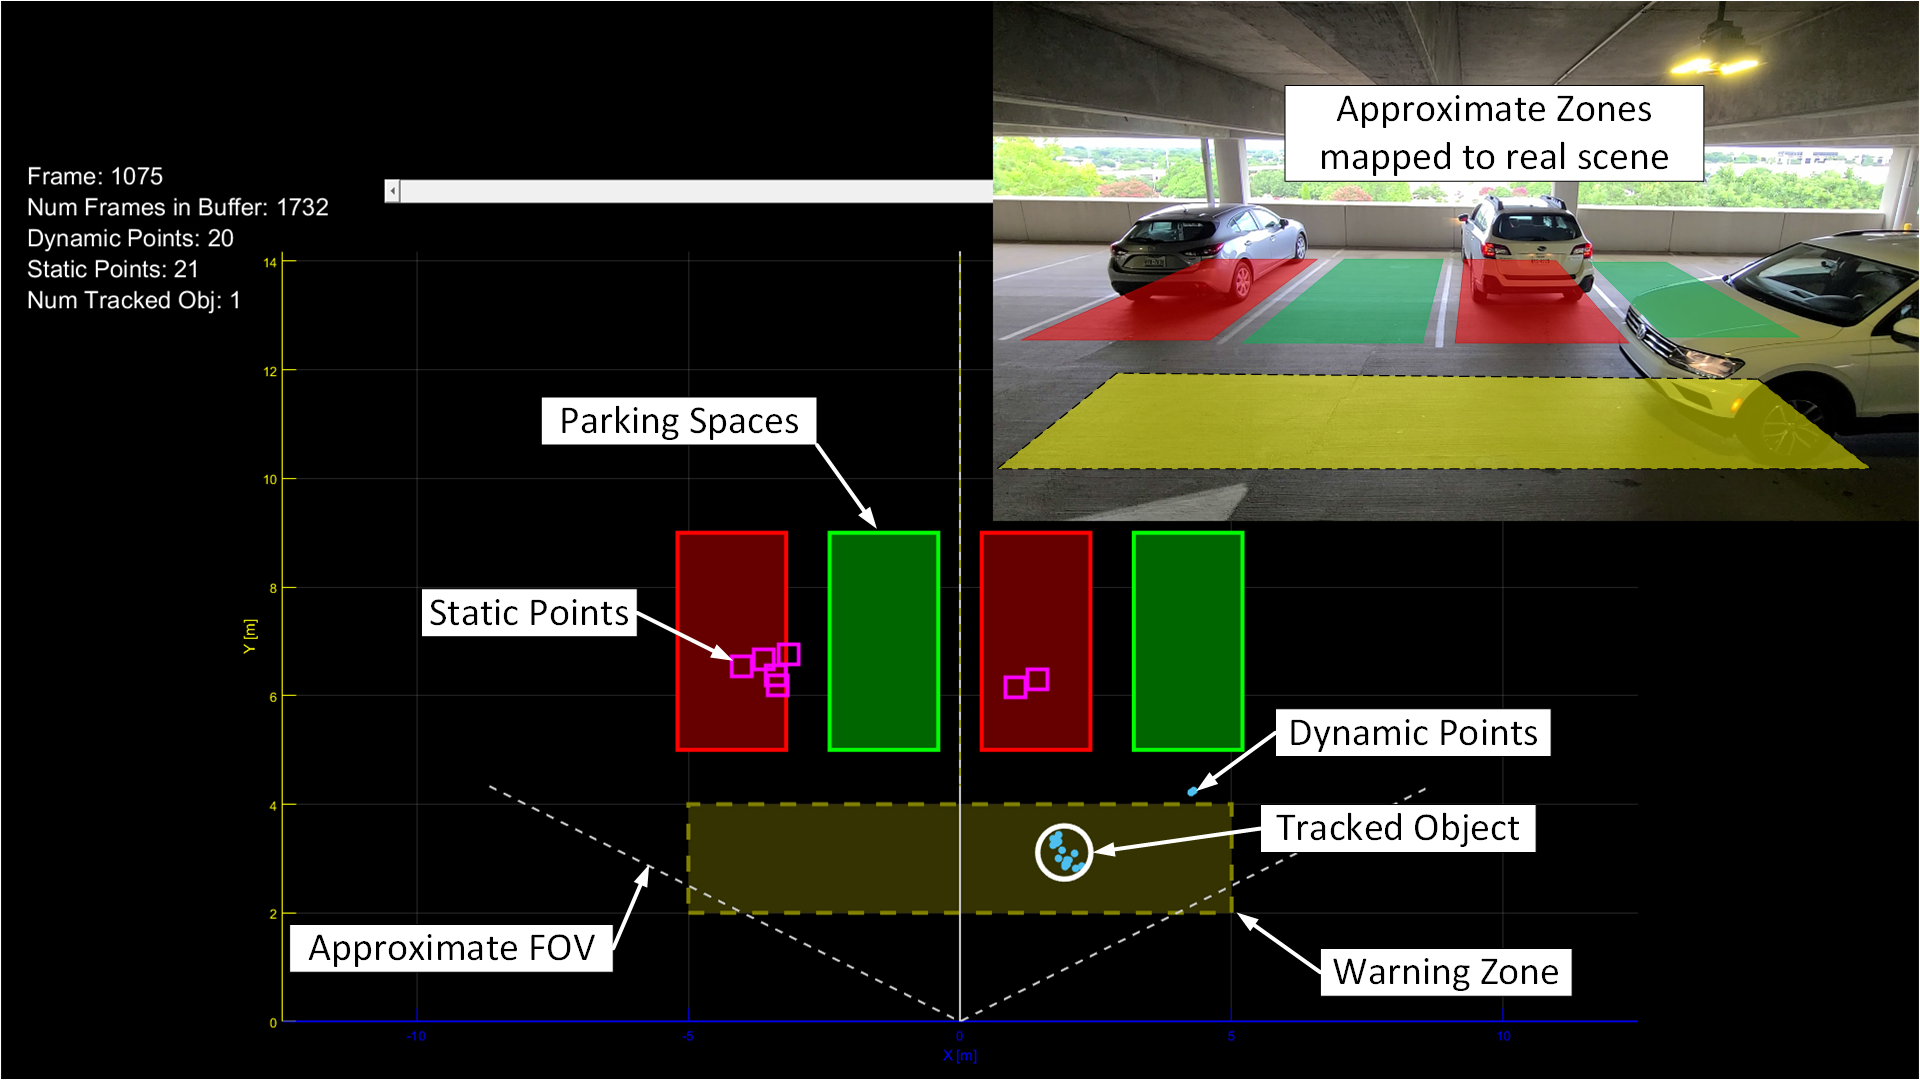 Approximate Zones
mapped to real scene
Frame: 1075
Num Frames in Buffer: 1732
Dynamic Points: 20
Static Points: 21
Num Tracked Obj: 1
14
12
Parking Spaces
10
8
Static Points
Y [m]
6
Dynamic Points
4
Tracked Object
Approximate FOV
2
Warning Zone
0
-10
-5
0
5
10
X [m]